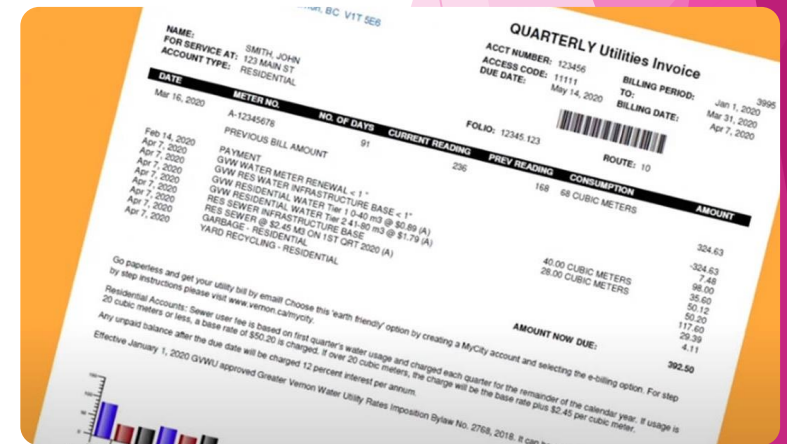 BC V1T 5E6
QUARTERLY Utilities Invoice
NAME: SMITH, JOHN
FOR SERVICE AT: 123 MAIN ST
ACCOUNT TYPE: RESIDENTIAL
ACCT NUMBER: 123456
ACCESS CODE: 11111
DUE DATE: May 14, 2020
3995
BILLING PERIOD: Jan 1, 2020
TO: Mar 31, 2020
BILLING DATE: Apr 7, 2020
FOLIO: 12345.123
ROUTE: 10
DATE METER NO. NO. OF DAYS CURRENT READING PREV READING CONSUMPTION AMOUNT
Mar 16, 2020 A-12345678 91 236 168 68 CUBIC METERS
PREVIOUS BILL AMOUNT 324.63
Feb 14, 2020 PAYMENT -324.63
Apr 7, 2020 GVW WATER METER RENEWAL < 1" 7.48
Apr 7, 2020 GVW RES WATER INFRASTRUCTURE BASE < 1" 98.00
Apr 7, 2020 GVW RESIDENTIAL WATER Tier 1 0-40 m3 @ $0.89 (A) 40.00 CUBIC METERS 35.60
Apr 7, 2020 GVW RESIDENTIAL WATER Tier 2 41-80 m3 @ $1.79 (A) 28.00 CUBIC METERS 50.12
Apr 7, 2020 RES SEWER INFRASTRUCTURE BASE 50.20
Apr 7, 2020 RES SEWER @ $2.45 M3 ON 1ST QRT 2020 (A) 117.60
Apr 7, 2020 GARBAGE - RESIDENTIAL 29.39
Apr 7, 2020 YARD RECYCLING - RESIDENTIAL 4.11
AMOUNT NOW DUE: 392.50
Go paperless and get your utility bill by email! Choose this 'earth friendly' option by creating a MyCity account and selecting the e-billing option. For step
by step instructions please visit www.vernon.ca/mycity.
Residential Accounts: Sewer user fee is based on first quarter's water usage and charged each quarter for the remainder of the calendar year. If usage is
20 cubic meters or less, a base rate of $50.20 is charged. If over 20 cubic meters, the charge will be the base rate plus $2.45 per cubic meter.
Any unpaid balance after the due date will be charged 12 percent interest per annum.
Effective January 1, 2020 GVWU approved Greater Vernon Water Utility Rates Imposition Bylaw No. 2768, 2018. It can